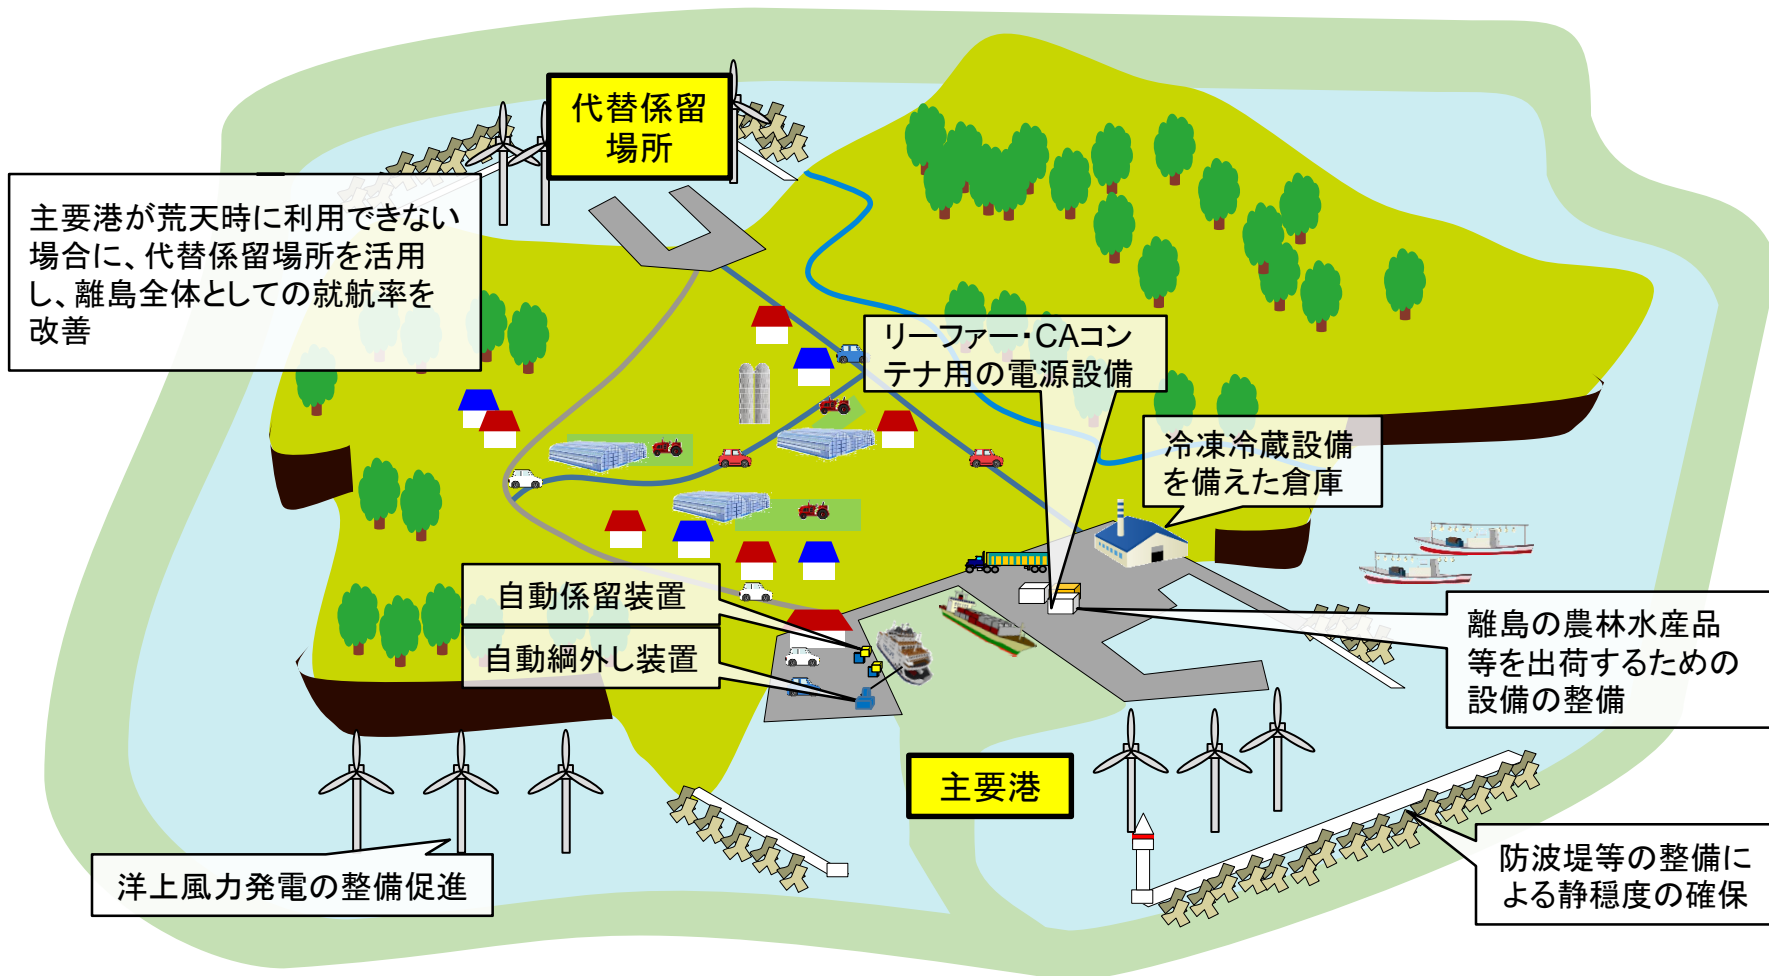 代替係留
場所
主要港が荒天時に利用できない
場合に、代替係留場所を活用
し、離島全体としての就航率を
改善
リーファー・CAコン
テナ用の電源設備
冷凍冷蔵設備
を備えた倉庫
自動係留装置
自動綱外し装置
離島の農林水産品
等を出荷するための
設備の整備
主要港
洋上風力発電の整備促進
防波堤等の整備に
よる静穏度の確保